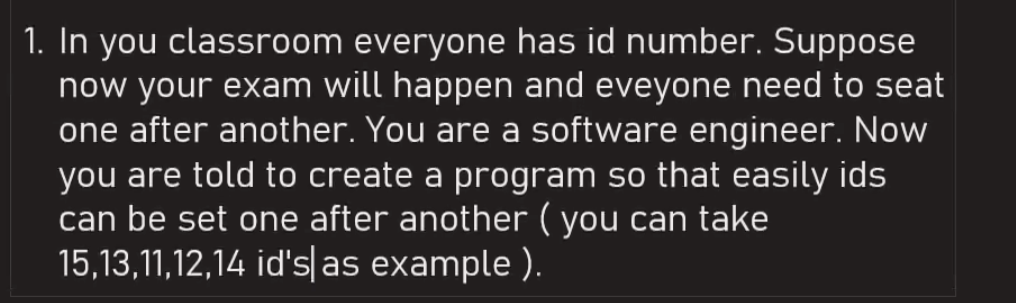 1. In you classroom everyone has id number. Suppose
now your exam will happen and eveyone need to seat
one after another. You are a software engineer. Now
you are told to create a program so that easily ids
can be set one after another ( you can take
15,13,11,12,14 id's as example ).